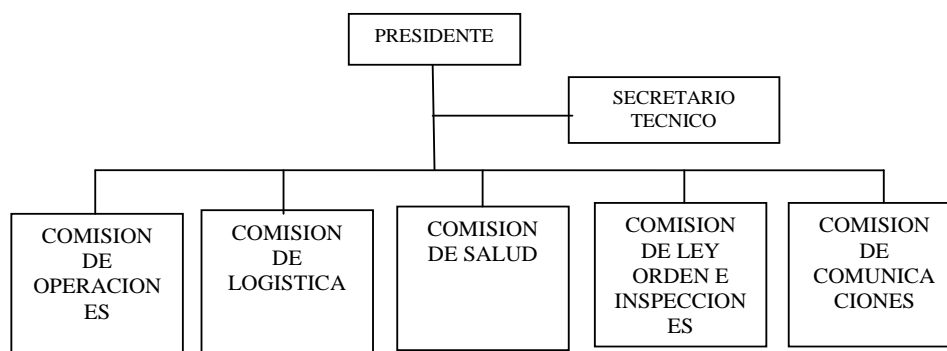 PRESIDENTE
SECRETARIO
TECNICO
COMISION
DE
OPERACION
ES
COMISION
DE
LOGISTICA
COMISION
DE SALUD
COMISION
DE LEY
ORDEN E
INSPECCION
ES
COMISION
DE
COMUNICA
CIONES